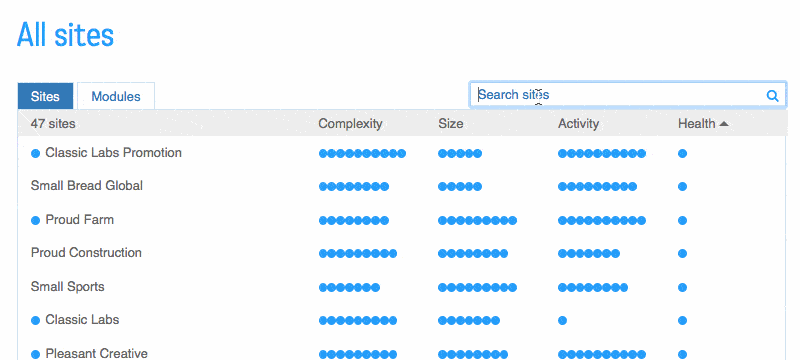 All sites
Sites Modules Search sites
47 sites Complexity Size Activity Health
Classic Labs Promotion
Small Bread Global
Proud Farm
Proud Construction
Small Sports
Classic Labs
Pleasant Creative